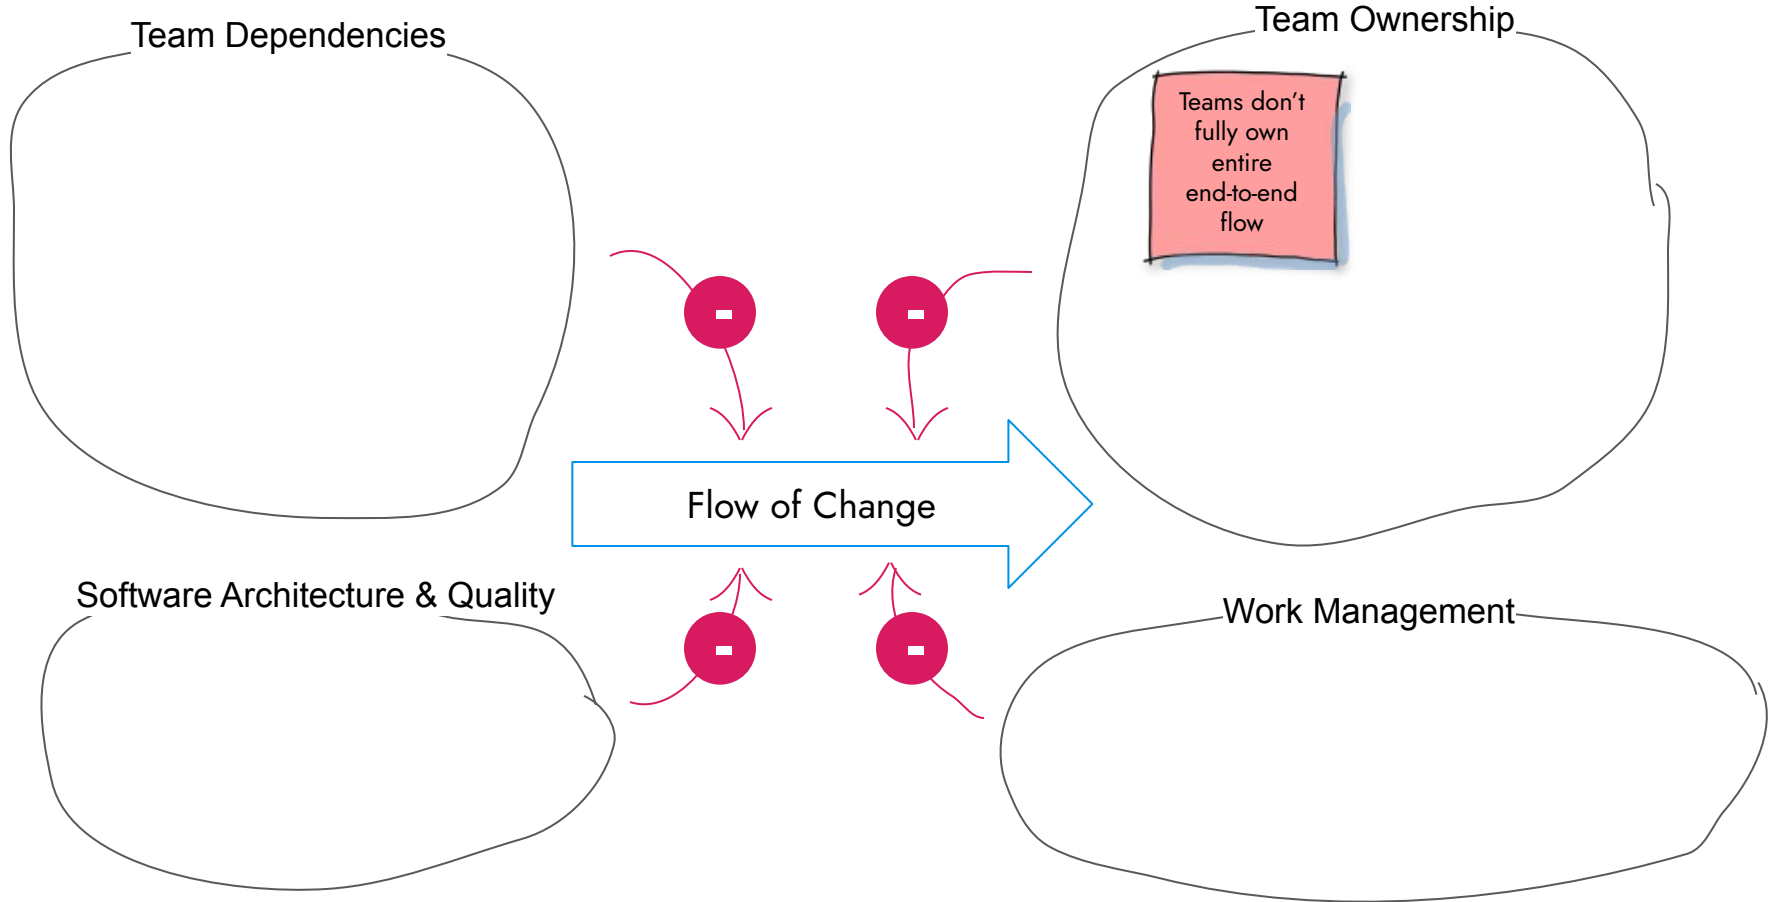 Team Dependencies
Team Ownership
Teams don't
fully own
entire
end-to-end
flow
-
-
Flow of Change
Software Architecture & Quality
Work Management
-
-